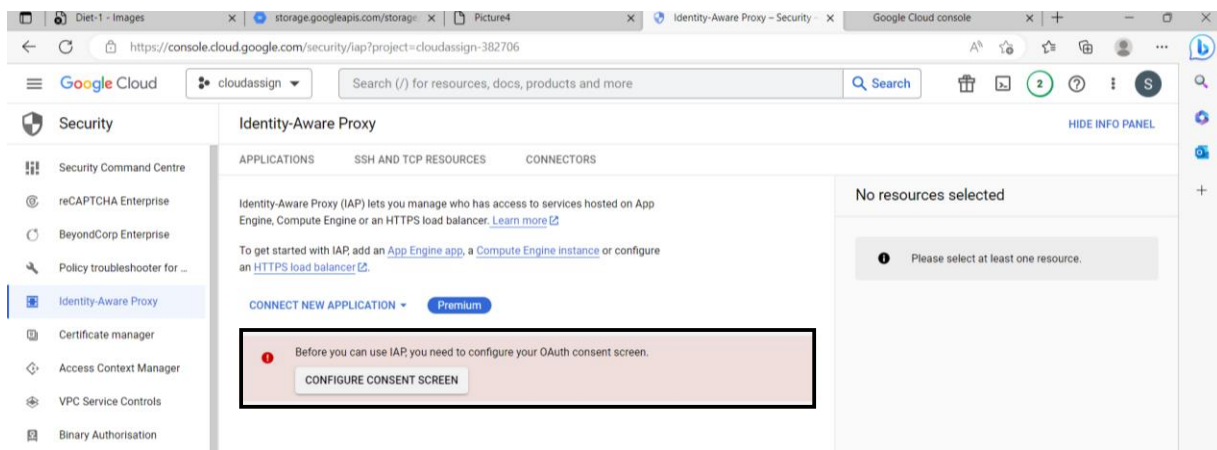 Diet-1 - Images
storage.googleapis.com/storage
Picture4
Identity-Aware Proxy – Security -
Google Cloud console
https://console.cloud.google.com/security/iap?project=cloudassign-382706
Google Cloud
cloudassign
Search (/) for resources, docs, products and more
Search
2
S
Security
Identity-Aware Proxy
HIDE INFO PANEL
Security Command Centre
reCAPTCHA Enterprise
BeyondCorp Enterprise
Policy troubleshooter for ...
Identity-Aware Proxy
Certificate manager
Access Context Manager
VPC Service Controls
Binary Authorisation
APPLICATIONS SSH AND TCP RESOURCES CONNECTORS
Identity-Aware Proxy (IAP) lets you manage who has access to services hosted on App
Engine, Compute Engine or an HTTPS load balancer. Learn more
To get started with IAP, add an App Engine app, a Compute Engine instance or configure
an HTTPS load balancer.
CONNECT NEW APPLICATION Premium
Before you can use IAP, you need to configure your OAuth consent screen.
CONFIGURE CONSENT SCREEN
No resources selected
Please select at least one resource.